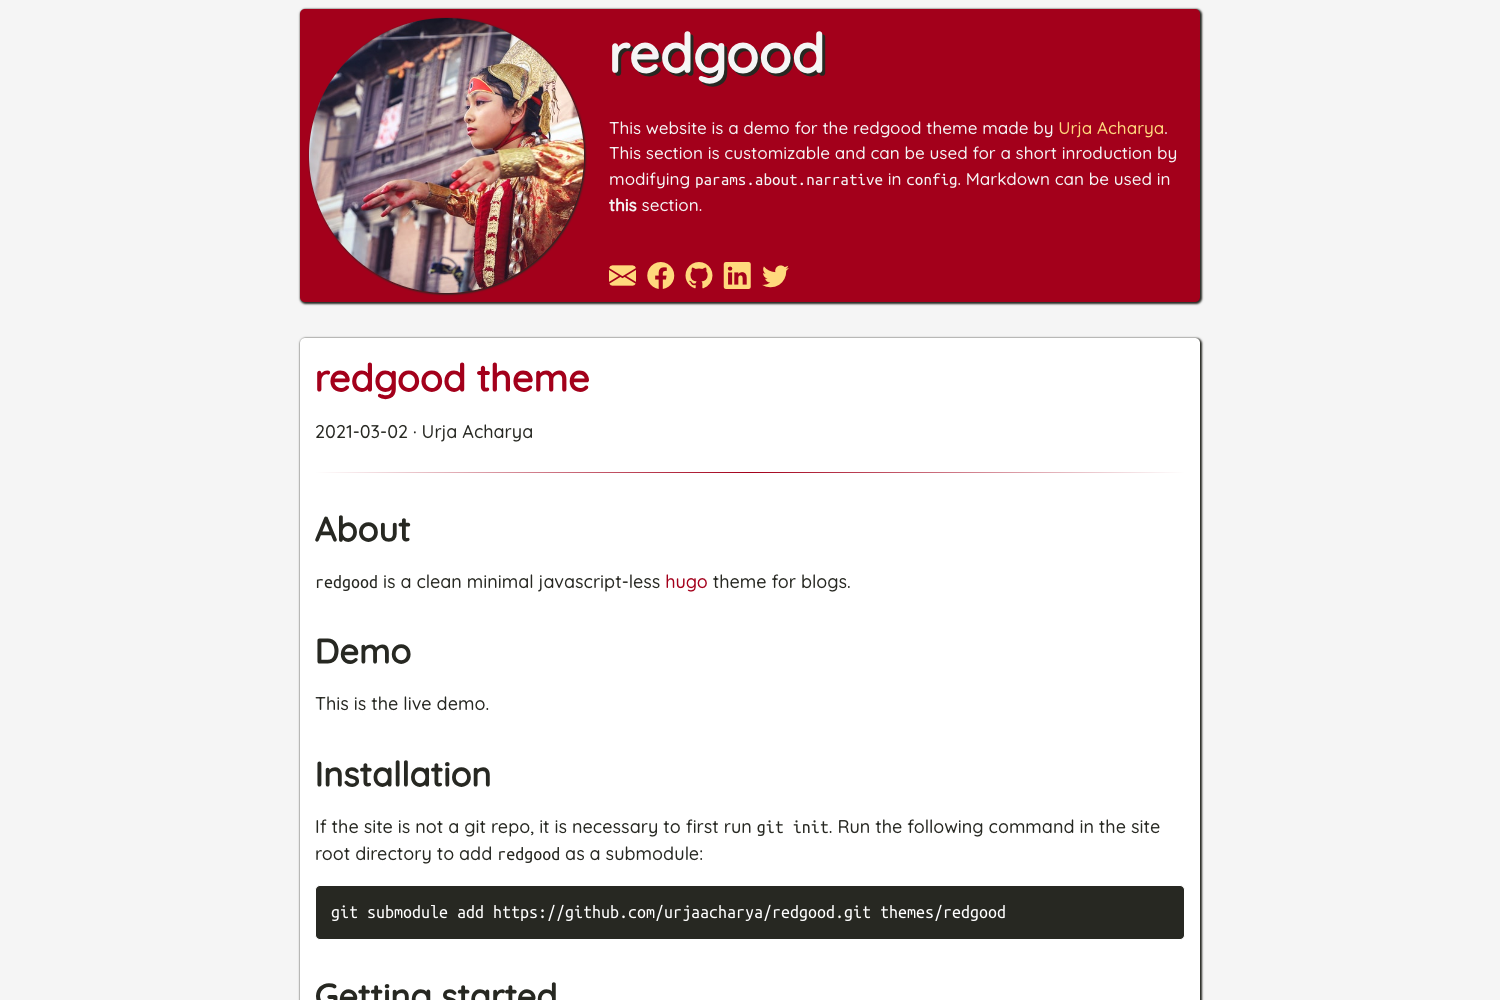 redgood
This website is a demo for the redgood theme made by Urja Acharya.
This section is customizable and can be used for a short inroduction by
modifying params.about.narrative in config. Markdown can be used in
this section.
redgood theme
2021-03-02 · Urja Acharya
About
redgood is a clean minimal javascript-less hugo theme for blogs.
Demo
This is the live demo.
Installation
If the site is not a git repo, it is necessary to first run git init. Run the following command in the site
root directory to add redgood as a submodule:
git submodule add https://github.com/urjaacharya/redgood.git themes/redgood
Getting started